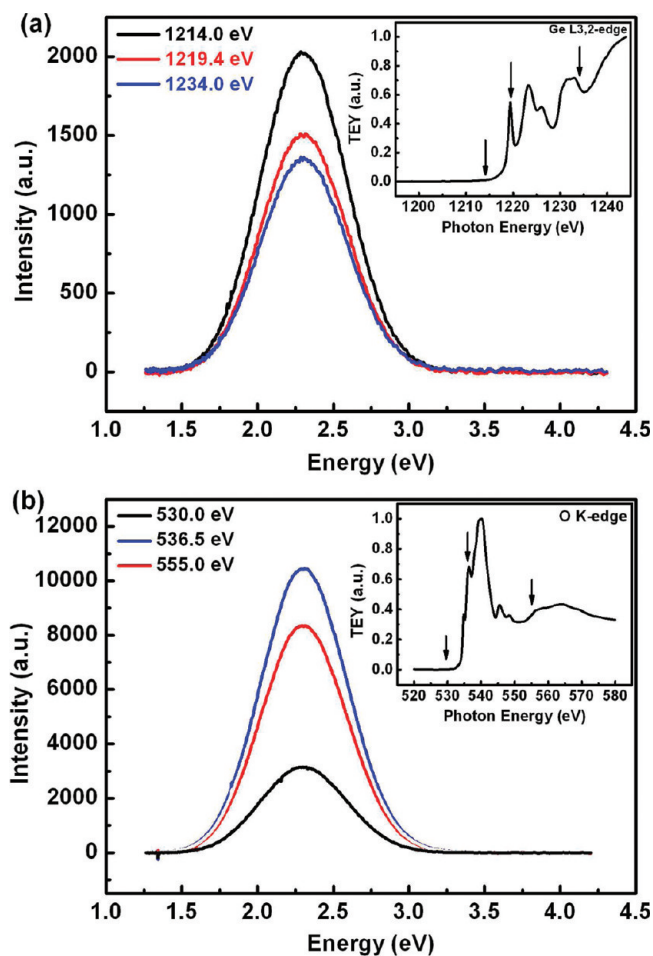 (a)
1214.0 eV
1219.4 eV
1234.0 eV
Ge L3,2-edge
TEY (a.u.)
1.0
0.8
0.6
0.4
0.2
0.0
1200 1210 1220 1230 1240
Photon Energy (eV)
Intensity (a.u.)
2000
1500
1000
500
0
1.0 1.5 2.0 2.5 3.0 3.5 4.0 4.5
Energy (eV)
(b)
530.0 eV
536.5 eV
555.0 eV
O K-edge
TEY (a.u.)
1.0
0.8
0.6
0.4
0.2
0.0
520 530 540 550 560 570 580
Photon Energy (eV)
Intensity (a.u.)
12000
10000
8000
6000
4000
2000
0
1.0 1.5 2.0 2.5 3.0 3.5 4.0 4.5
Energy (eV)